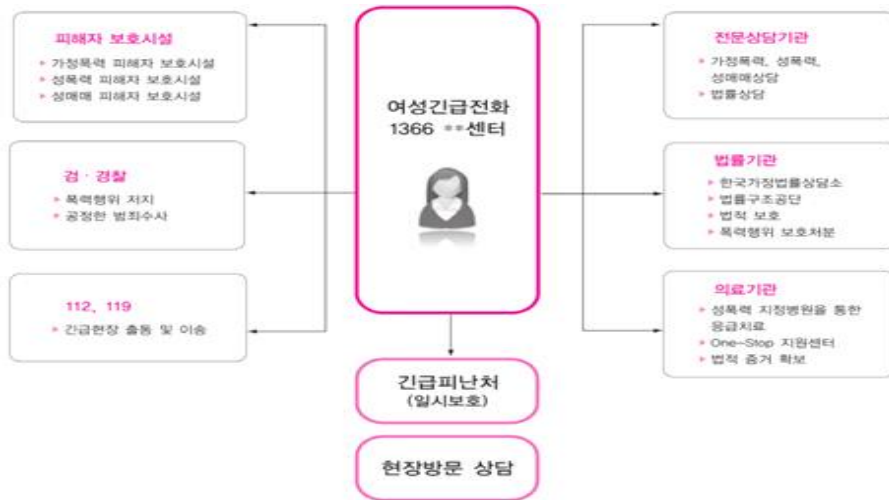 피해자 보호시설
▶ 가정폭력 피해자 보호시설
▶ 성폭력 피해자 보호시설
▶ 성매매 피해자 보호시설
검 · 경찰
▶ 폭력행위 저지
▶ 공정한 범죄수사
112, 119
▶ 긴급현장 출동 및 이송
여성긴급전화
1366 **센터
긴급피난처
(일시보호)
현장방문 상담
전문상담기관
▶ 가정폭력, 성폭력,
성매매상담
▶ 법률상담
법률기관
▶ 한국가정법률상담소
▶ 법률구조공단
▶ 법적 보호
▶ 폭력행위 보호처분
의료기관
▶ 성폭력 지정병원을 통한
응급치료
▶ One-Stop 지원센터
▶ 법적 증거 확보